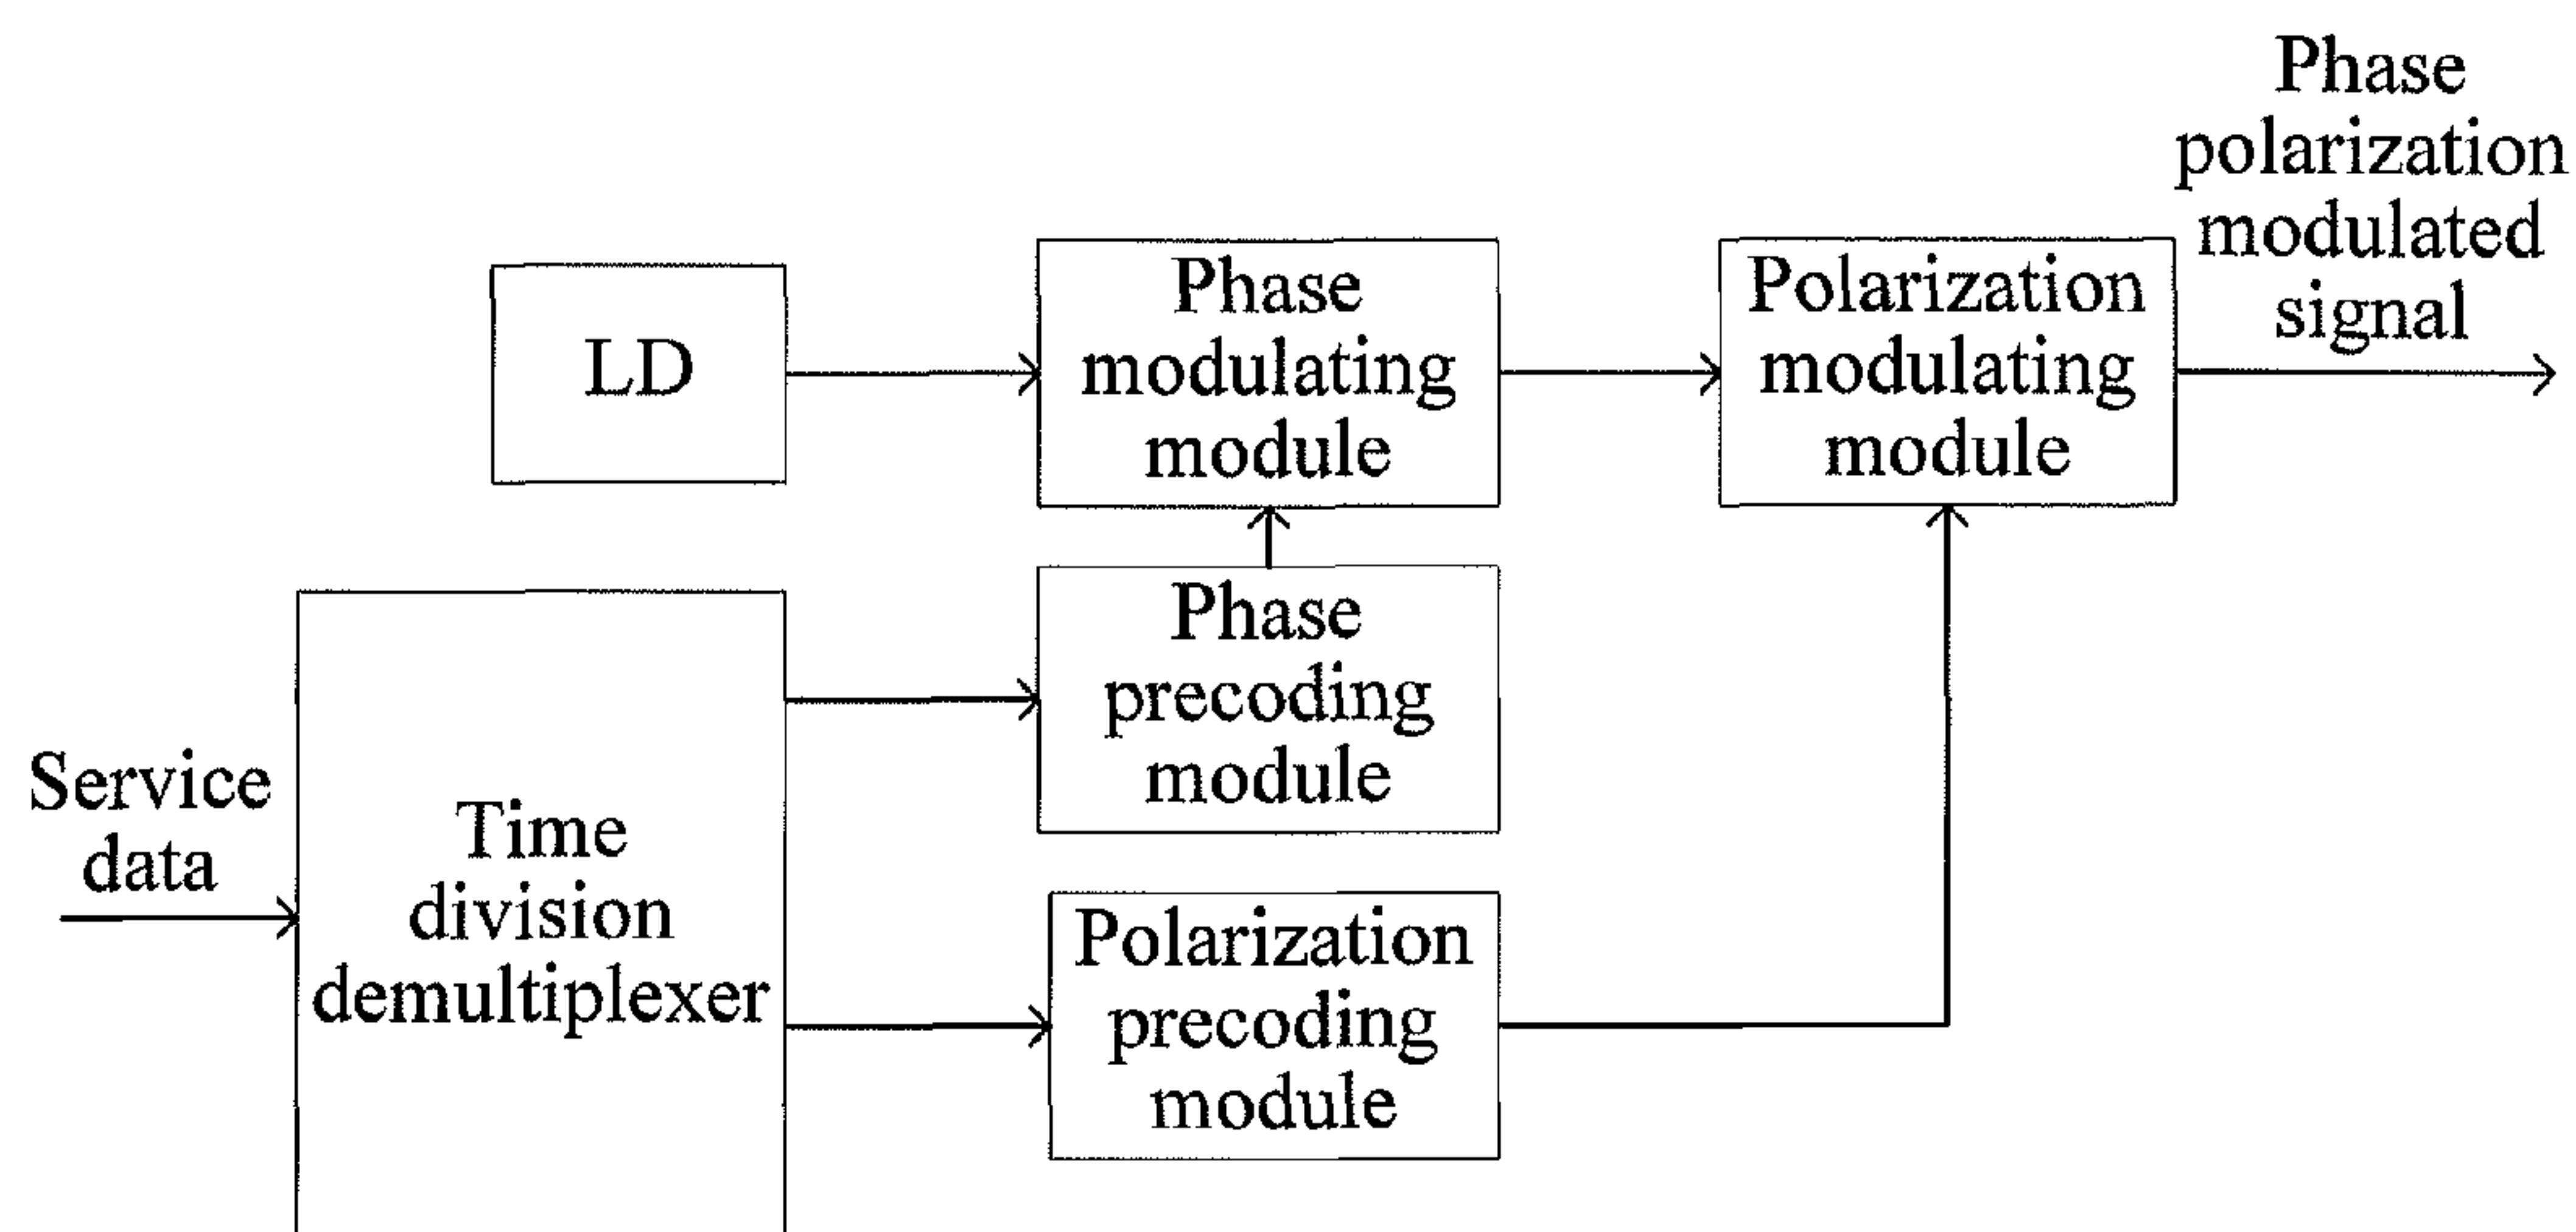 Phase
polarization
modulated
signal
LD
Phase
modulating
module
Polarization
modulating
module
Service
data
Time
division
demultiplexer
Phase
precoding
module
Polarization
precoding
module